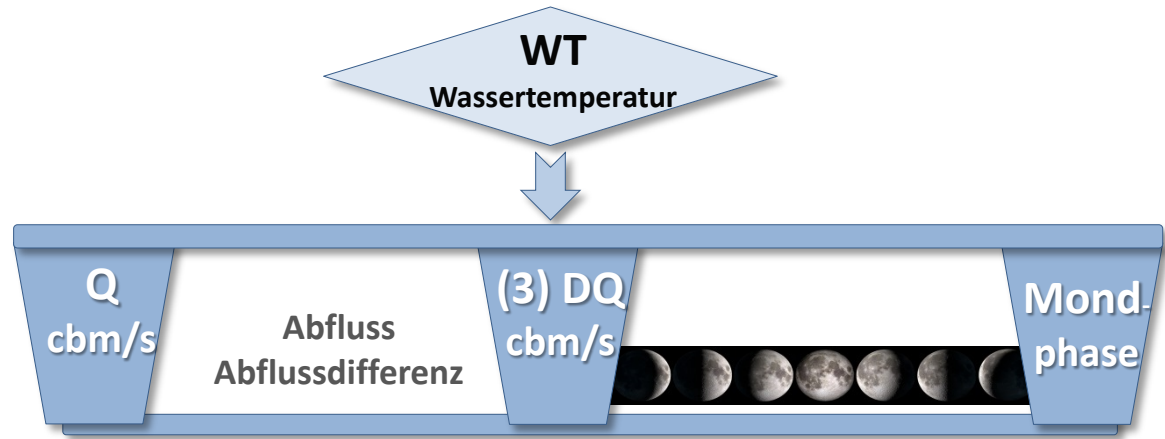 WT
Wassertemperatur
Q
cbm/s
Abfluss
Abflussdifferenz
(3) DQ
cbm/s
Mond-
phase